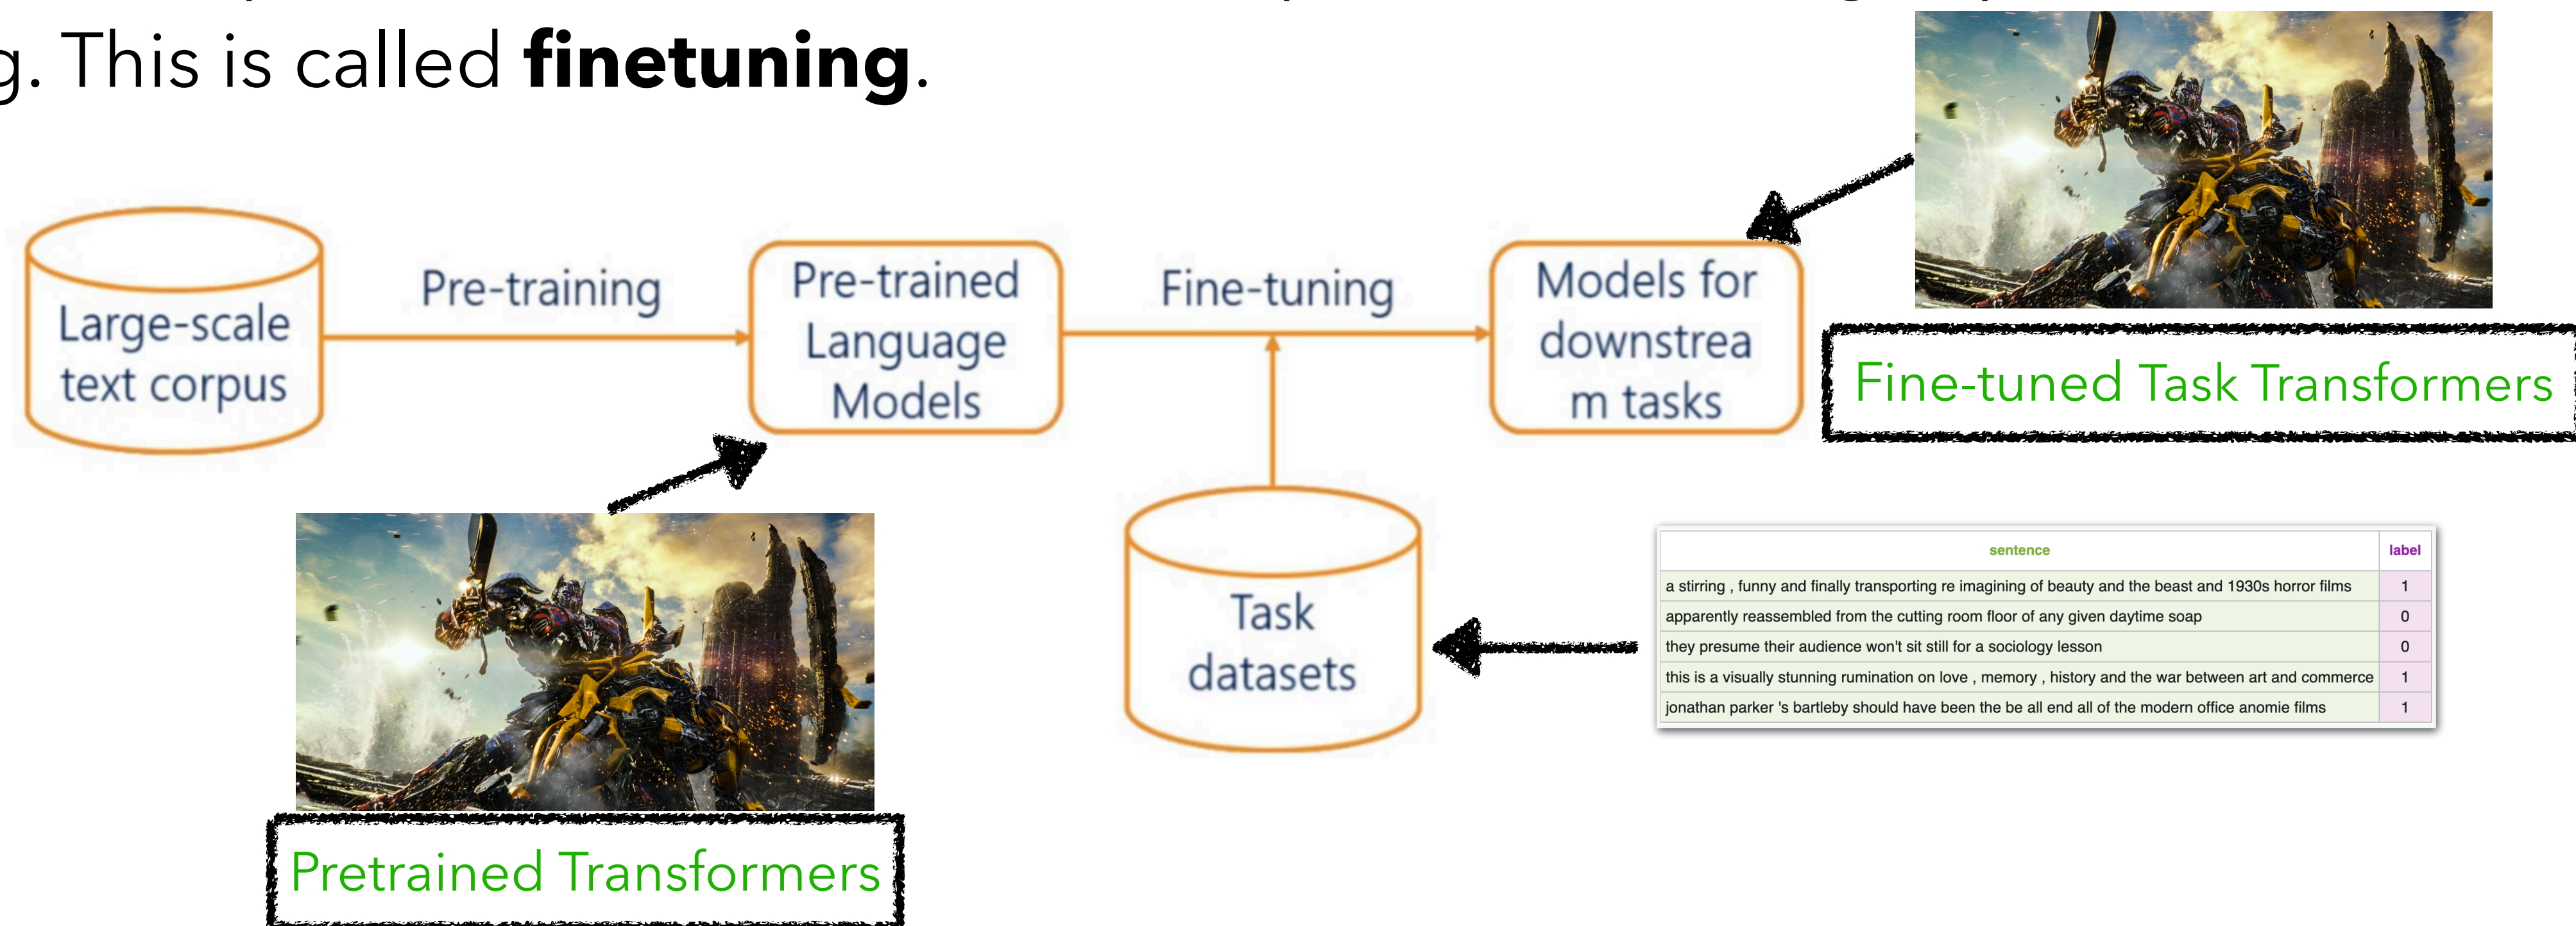 g. This is called finetuning.
Large-scale
text corpus
Pre-training
Pre-trained
Language
Models
Fine-tuning
Models for
downstrea
m tasks
Fine-tuned Task Transformers
Task
datasets
sentence label
a stirring , funny and finally transporting re imagining of beauty and the beast and 1930s horror films 1
apparently reassembled from the cutting room floor of any given daytime soap 0
they presume their audience won't sit still for a sociology lesson 0
this is a visually stunning rumination on love , memory , history and the war between art and commerce 1
jonathan parker 's bartleby should have been the be all end all of the modern office anomie films 1
Pretrained Transformers